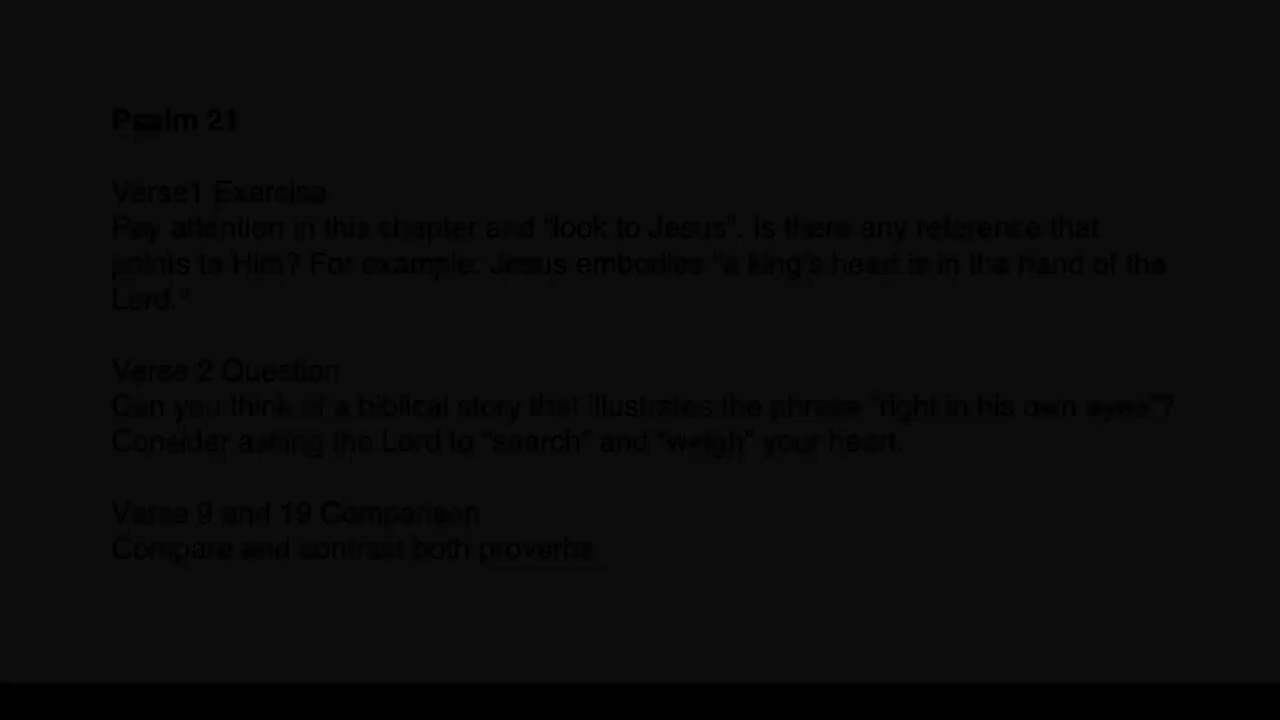 Psalm 21
Verse1 Exercise
Pay attention in this chapter and "look to Jesus". Is there any reference that
points to Him? For example: Jesus embodies "a king's heart is in the hand of the
Lord."
Verse 2 Question
Can you think of a biblical story that illustrates the phrase "right in his own eyes"?
Consider asking the Lord to "search" and "weigh" your heart.
Verse 9 and 19 Comparison
Compare and contrast both proverbs